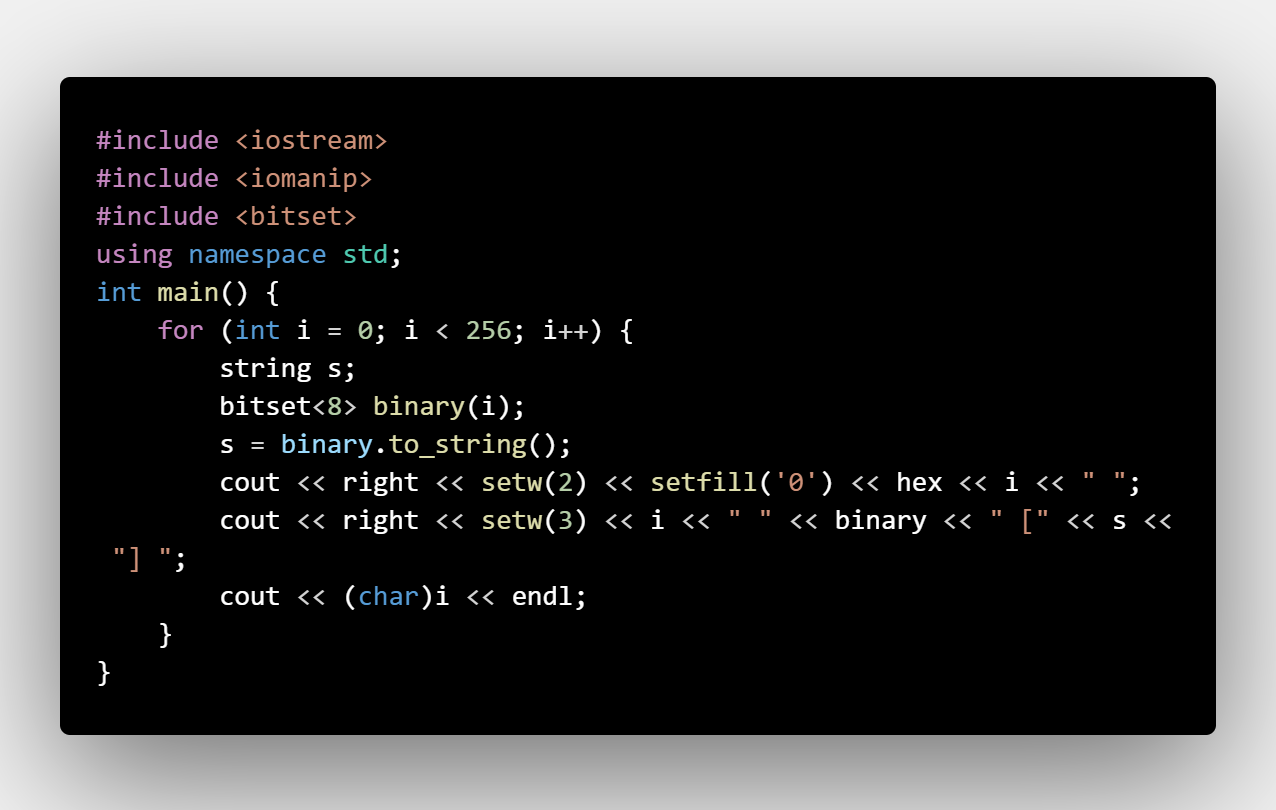 #include <iostream>
#include <iomanip>
#include <bitset>
using namespace std;
int main() {
    for (int i = 0; i < 256; i++) {
        string s;
        bitset<8> binary(i);
        s = binary.to_string();
        cout << right << setw(2) << setfill('0') << hex << i << " ";
        cout << right << setw(3) << i << " " << binary << " [" << s <<
 "] ";
        cout << (char)i << endl;
    }
}